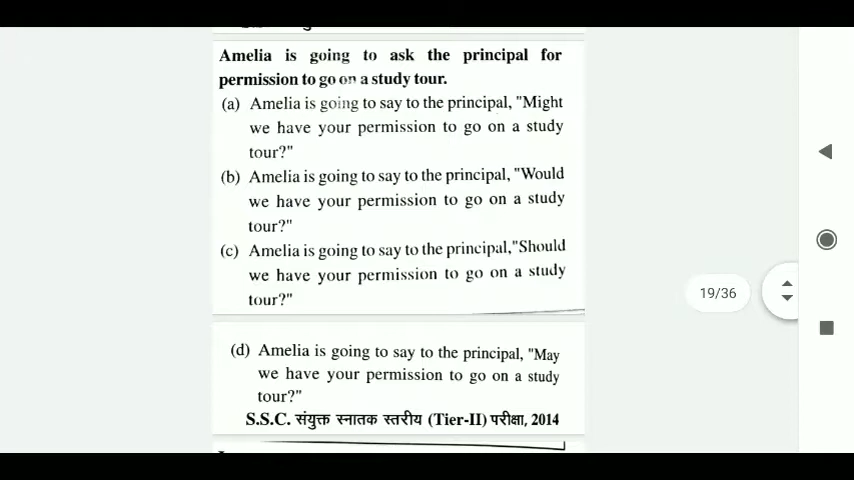 Amelia is going to ask the principal for
permission to go on a study tour.
(a) Amelia is going to say to the principal, "Might
we have your permission to go on a study
tour?"
(b) Amelia is going to say to the principal, "Would
we have your permission to go on a study
tour?"
(c) Amelia is going to say to the principal,"Should
we have your permission to go on a study
tour?"
19/36
(d) Amelia is going to say to the principal, "May
we have your permission to go on a study
tour?"
S.S.C. संयुक्त स्नातक स्तरीय (Tier-II) परीक्षा, 2014